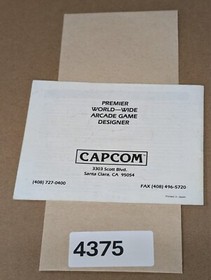 PREMIER
WORLD—WIDE
ARCADE GAME
DESIGNER
CAPCOM
3303 Scott Blvd.
Santa Clara, CA 95054
(408) 727-0400
FAX (408) 496-5720
4375